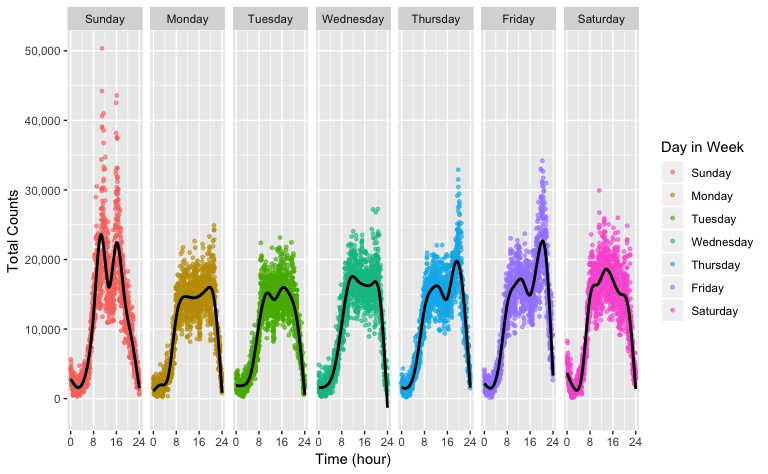 Sunday Monday Tuesday Wednesday Thursday Friday Saturday
50,000
40,000
30,000
20,000
10,000
0
Total Counts
0 8 16 24 0 8 16 24 0 8 16 24 0 8 16 24 0 8 16 24 0 8 16 24 0 8 16 24
Time (hour)
Day in Week
Sunday
Monday
Tuesday
Wednesday
Thursday
Friday
Saturday